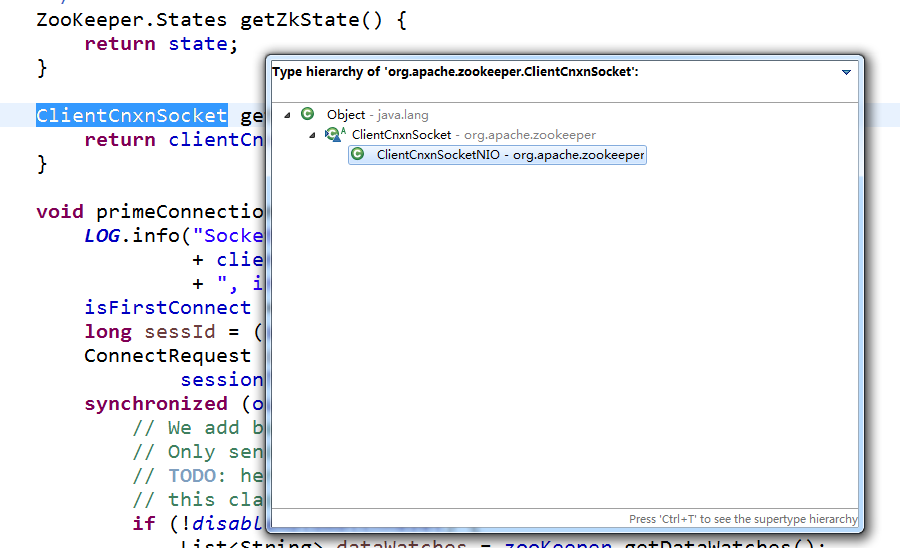 ZooKeeper.States getZkState() {
return state;
}
ClientCnxnSocket ge
return clientCn
}
void primeConnectio
LOG.info("Socke
+ clie
+ ", i
isFirstConnect
long sessId = (
ConnectRequest
session
synchronized (o
// We add b
// Only sen
// TODO: he
// this cla
if (!disabl
List<String> dataWatches = zooKeeper.getDataWatches();
Type hierarchy of 'org.apache.zookeeper.ClientCnxnSocket':
Object - java.lang
ClientCnxnSocket - org.apache.zookeeper
ClientCnxnSocketNIO - org.apache.zookeeper
Press 'Ctrl+T' to see the supertype hierarchy